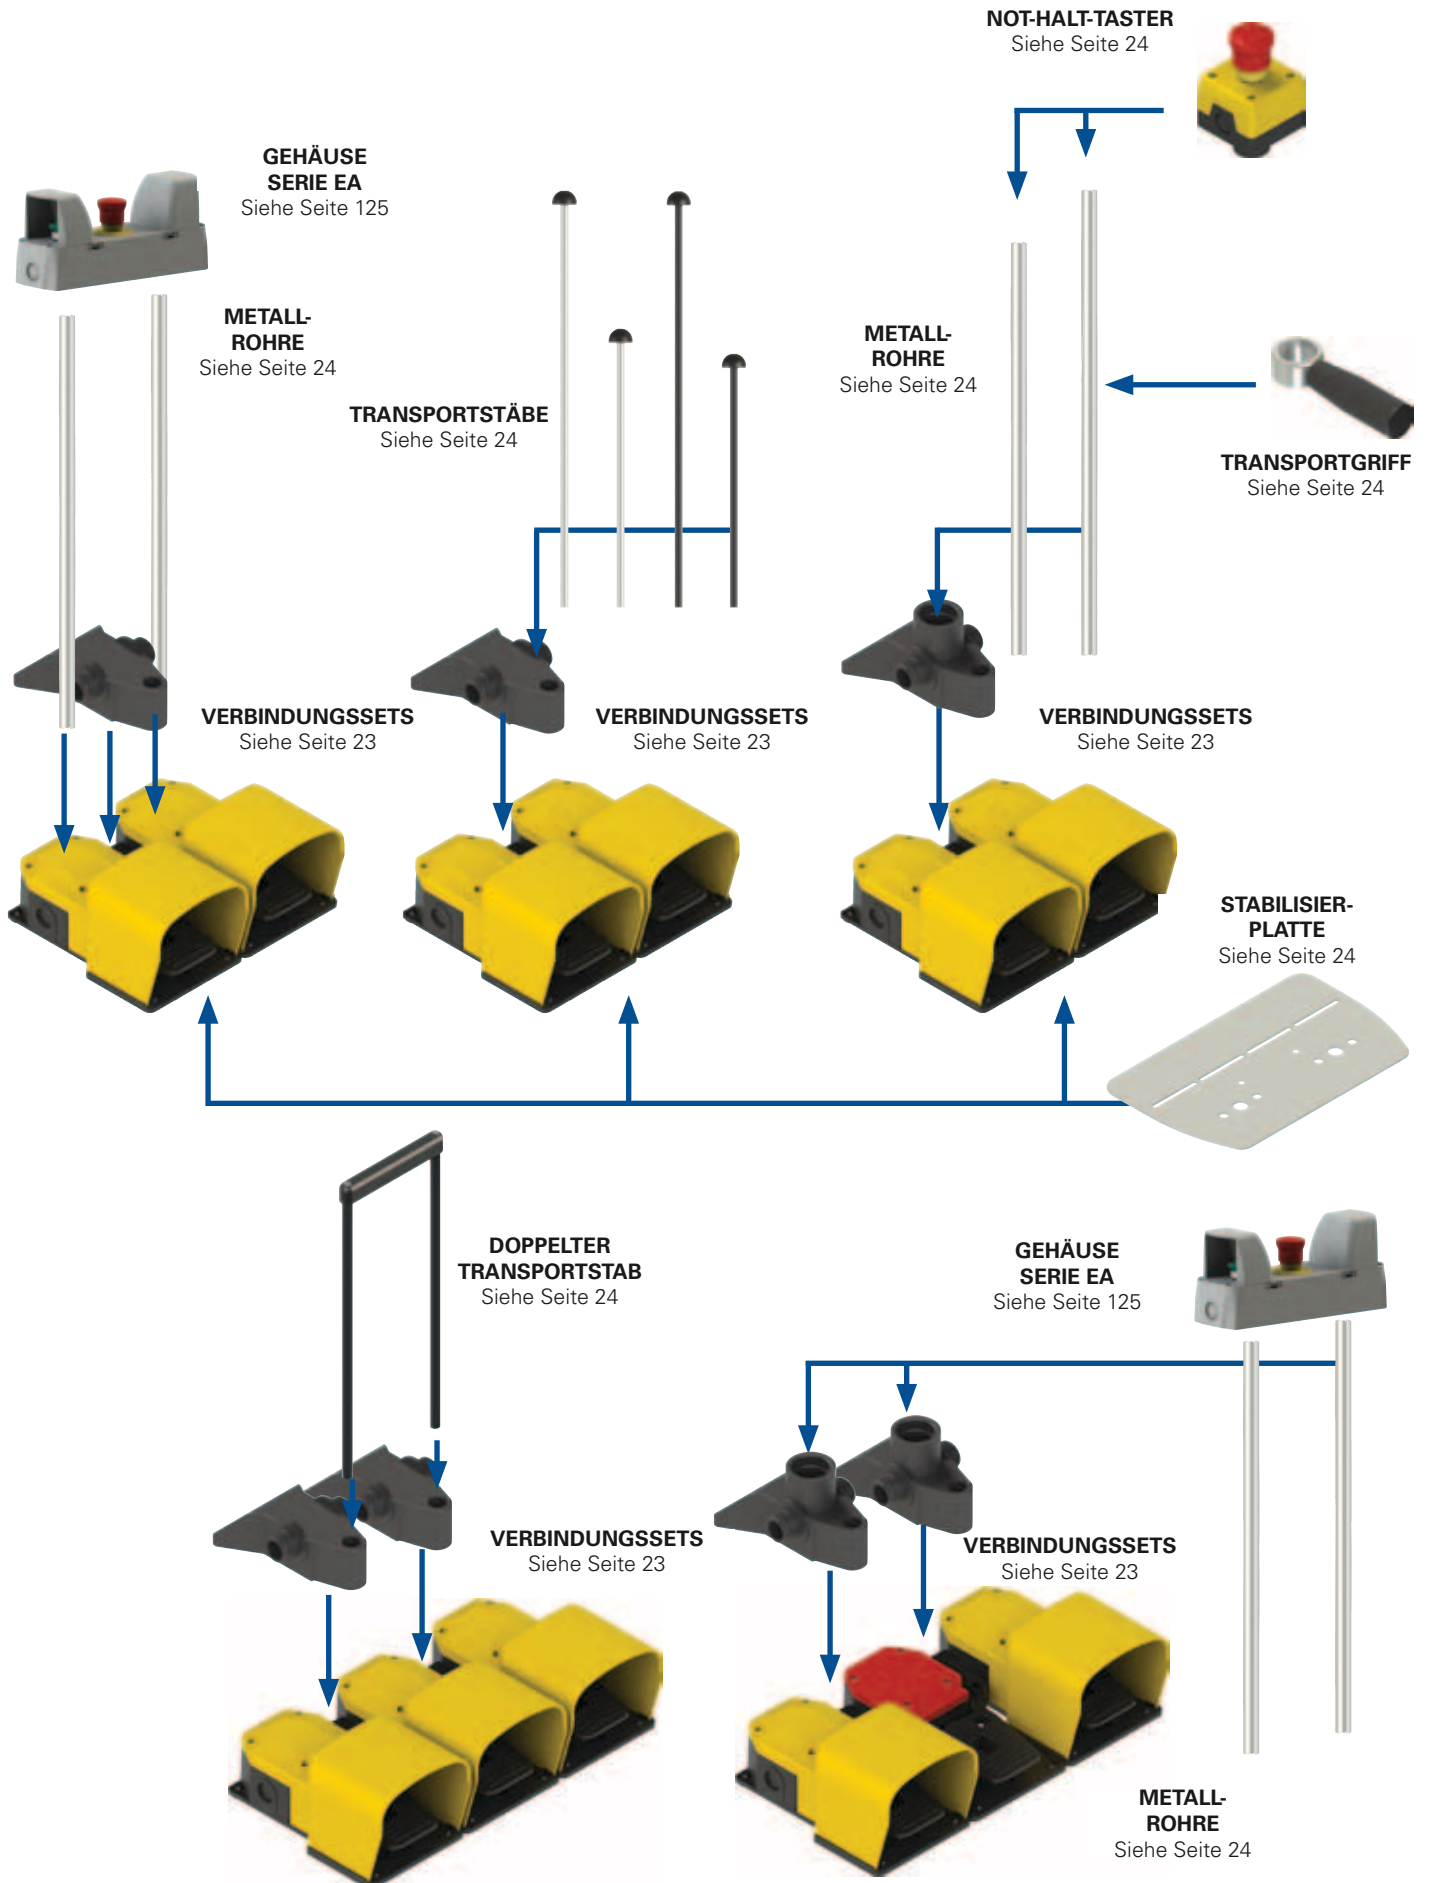 NOT-HALT-TASTER
Siehe Seite 24
GEHÄUSE
SERIE EA
Siehe Seite 125
METALL-
ROHRE
Siehe Seite 24
TRANSPORTSTÄBE
Siehe Seite 24
METALL-
ROHRE
Siehe Seite 24
TRANSPORTGRIFF
Siehe Seite 24
VERBINDUNGSSETS
Siehe Seite 23
VERBINDUNGSSETS
Siehe Seite 23
VERBINDUNGSSETS
Siehe Seite 23
STABILISIER-
PLATTE
Siehe Seite 24
DOPPELTER
TRANSPORTSTAB
Siehe Seite 24
GEHÄUSE
SERIE EA
Siehe Seite 125
VERBINDUNGSSETS
Siehe Seite 23
VERBINDUNGSSETS
Siehe Seite 23
METALL-
ROHRE
Siehe Seite 24